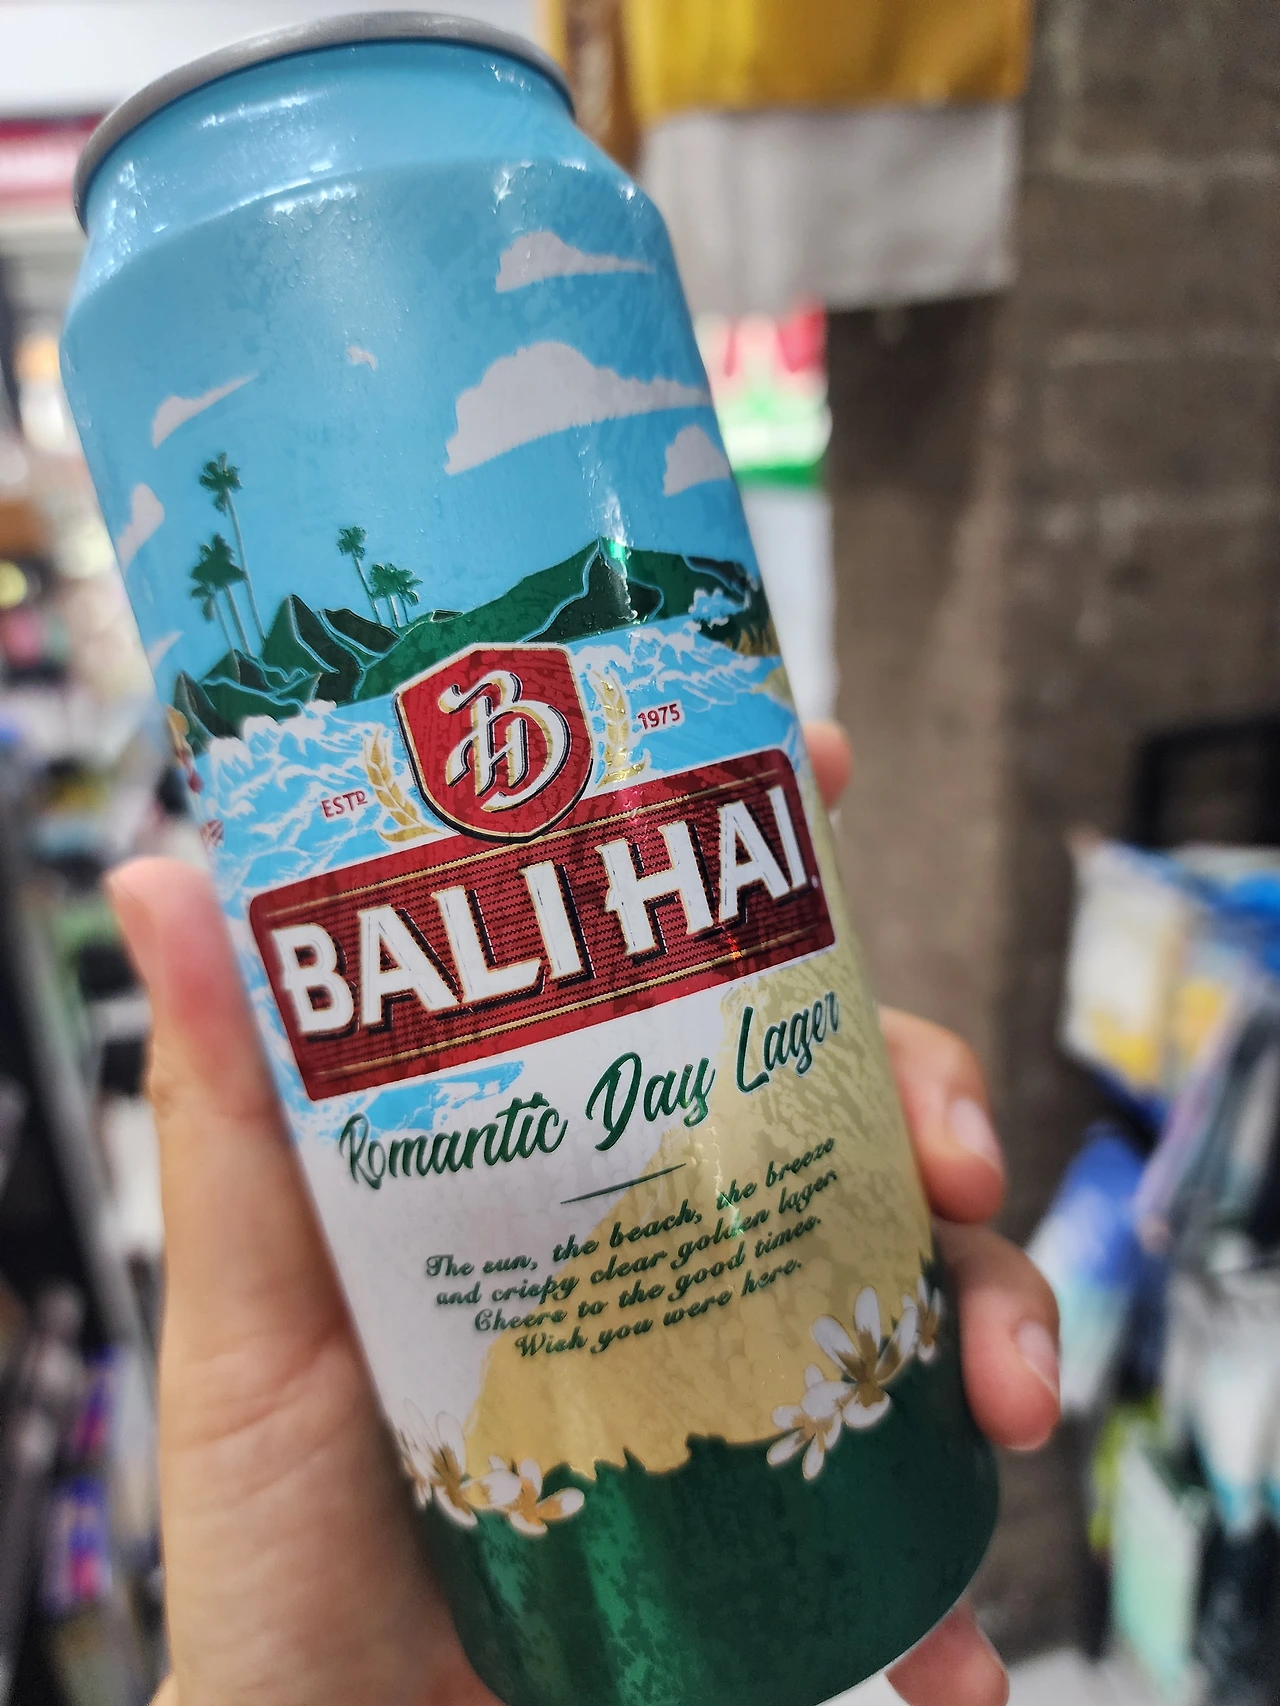 BH
ESTD 1975
BALI HAI
Romantic Day Lager
The sun, the beach, the breeze
and crispy clear golden lager.
Cheers to the good times.
Wish you were here.